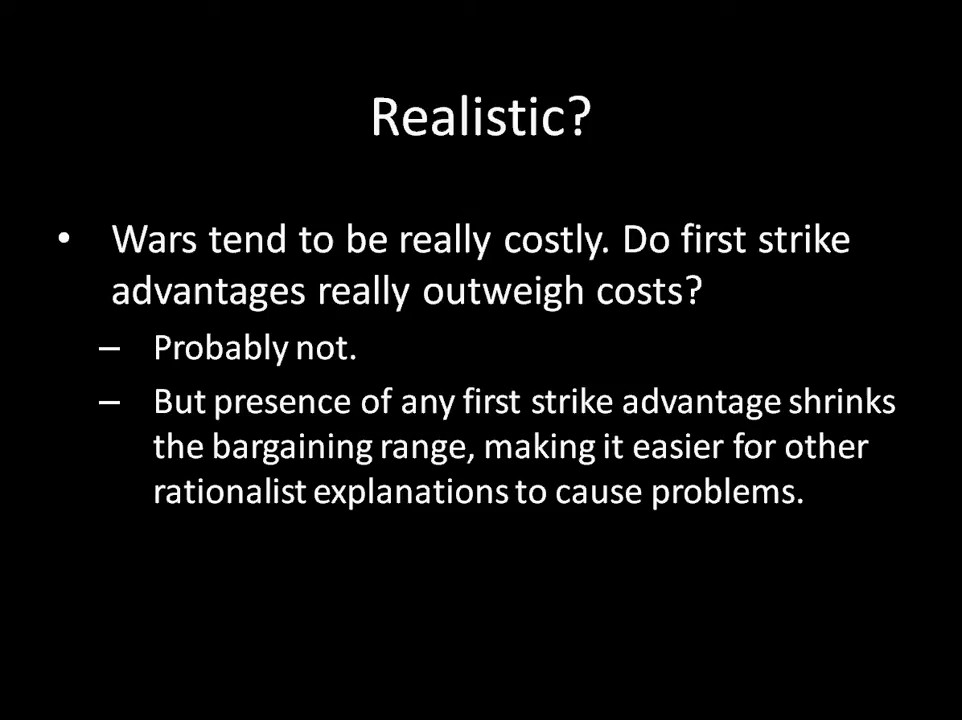 Realistic?
• Wars tend to be really costly. Do first strike
advantages really outweigh costs?
– Probably not.
– But presence of any first strike advantage shrinks
the bargaining range, making it easier for other
rationalist explanations to cause problems.